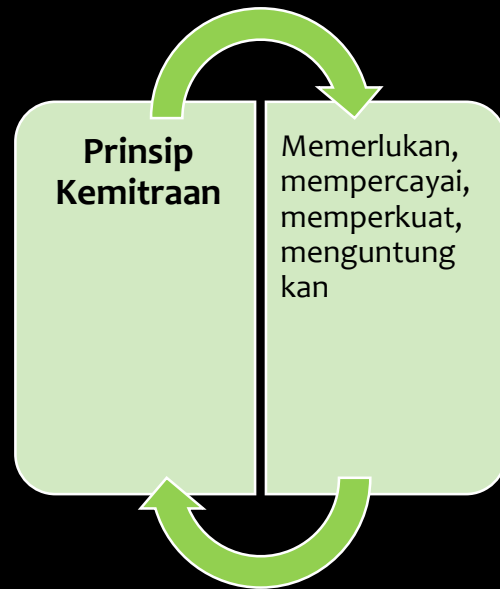 Prinsip
Kemitraan
Memerlukan,
mempercayai,
memperkuat,
menguntung
kan